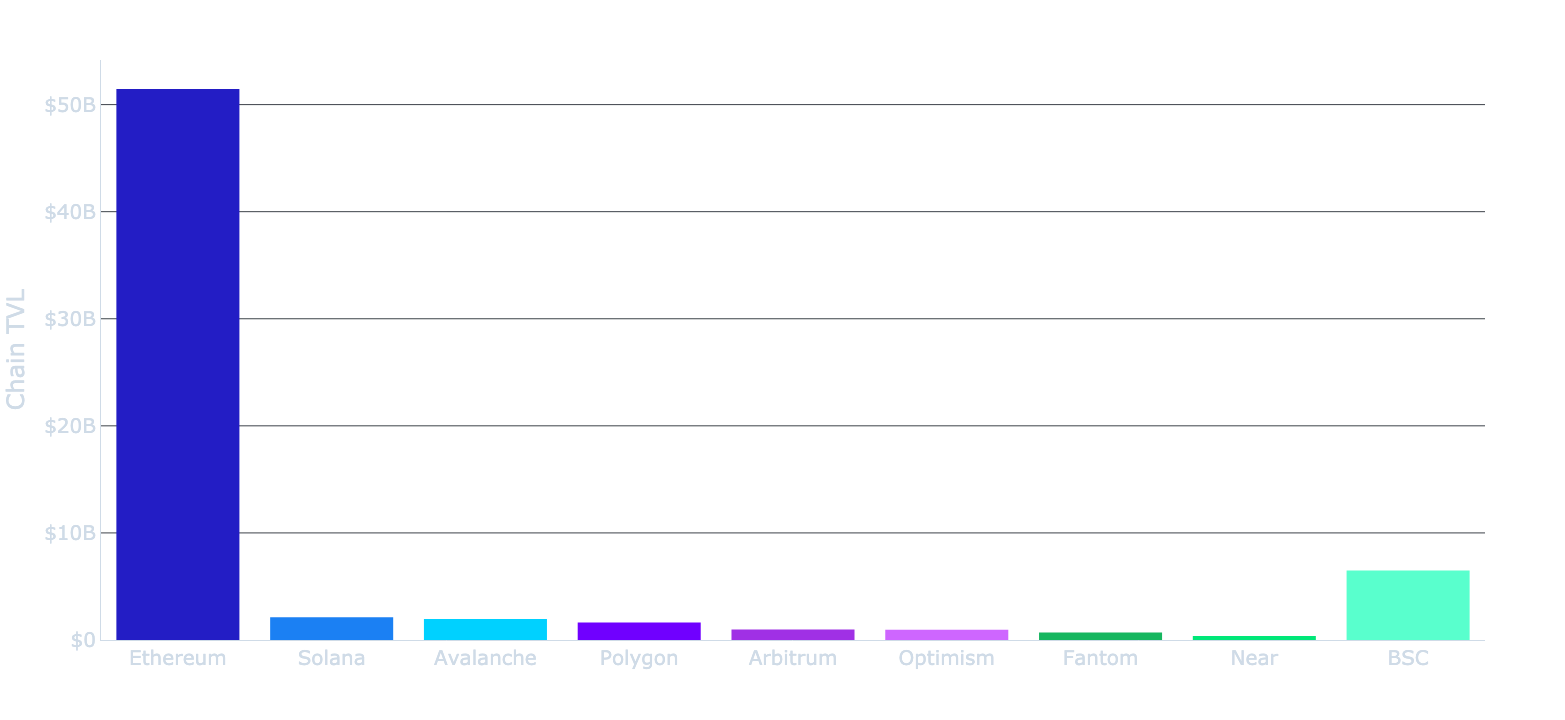 Chain TVL
$50B
$40B
$30B
$20B
$10B
$0
Ethereum Solana Avalanche Polygon Arbitrum Optimism Fantom Near BSC